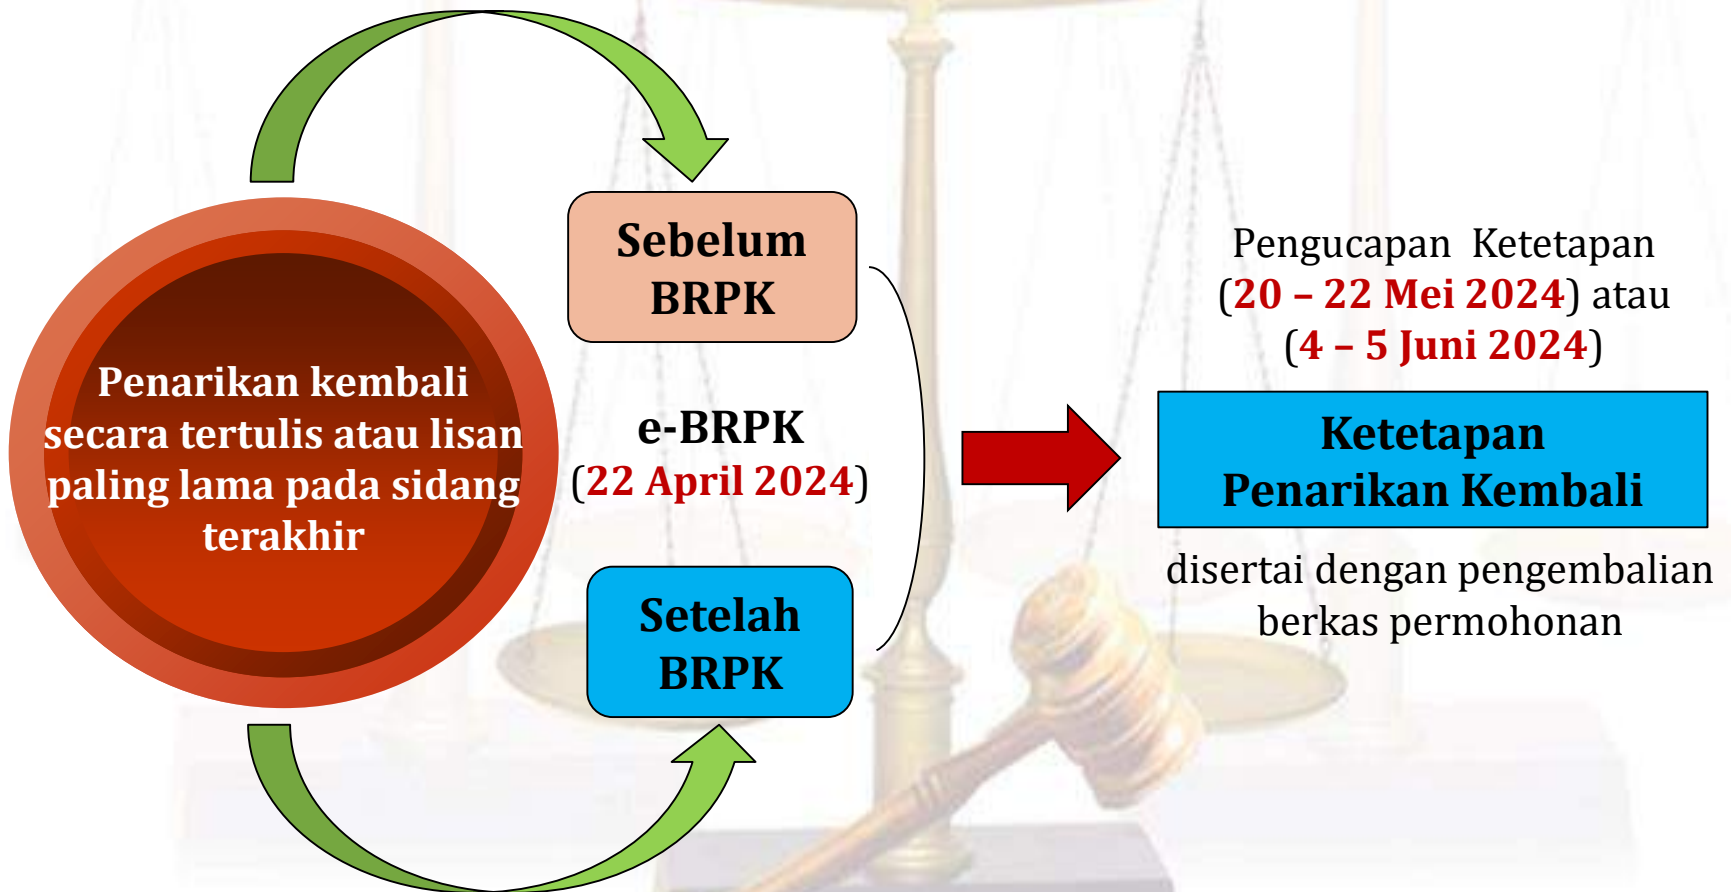 Penarikan kembali
secara tertulis atau lisan
paling lama pada sidang
terakhir
Sebelum
BRPK
e-BRPK
(22 April 2024)
Setelah
BRPK
Pengucapan Ketetapan
(20 – 22 Mei 2024) atau
(4 – 5 Juni 2024)
Ketetapan
Penarikan Kembali
disertai dengan pengembalian
berkas permohonan